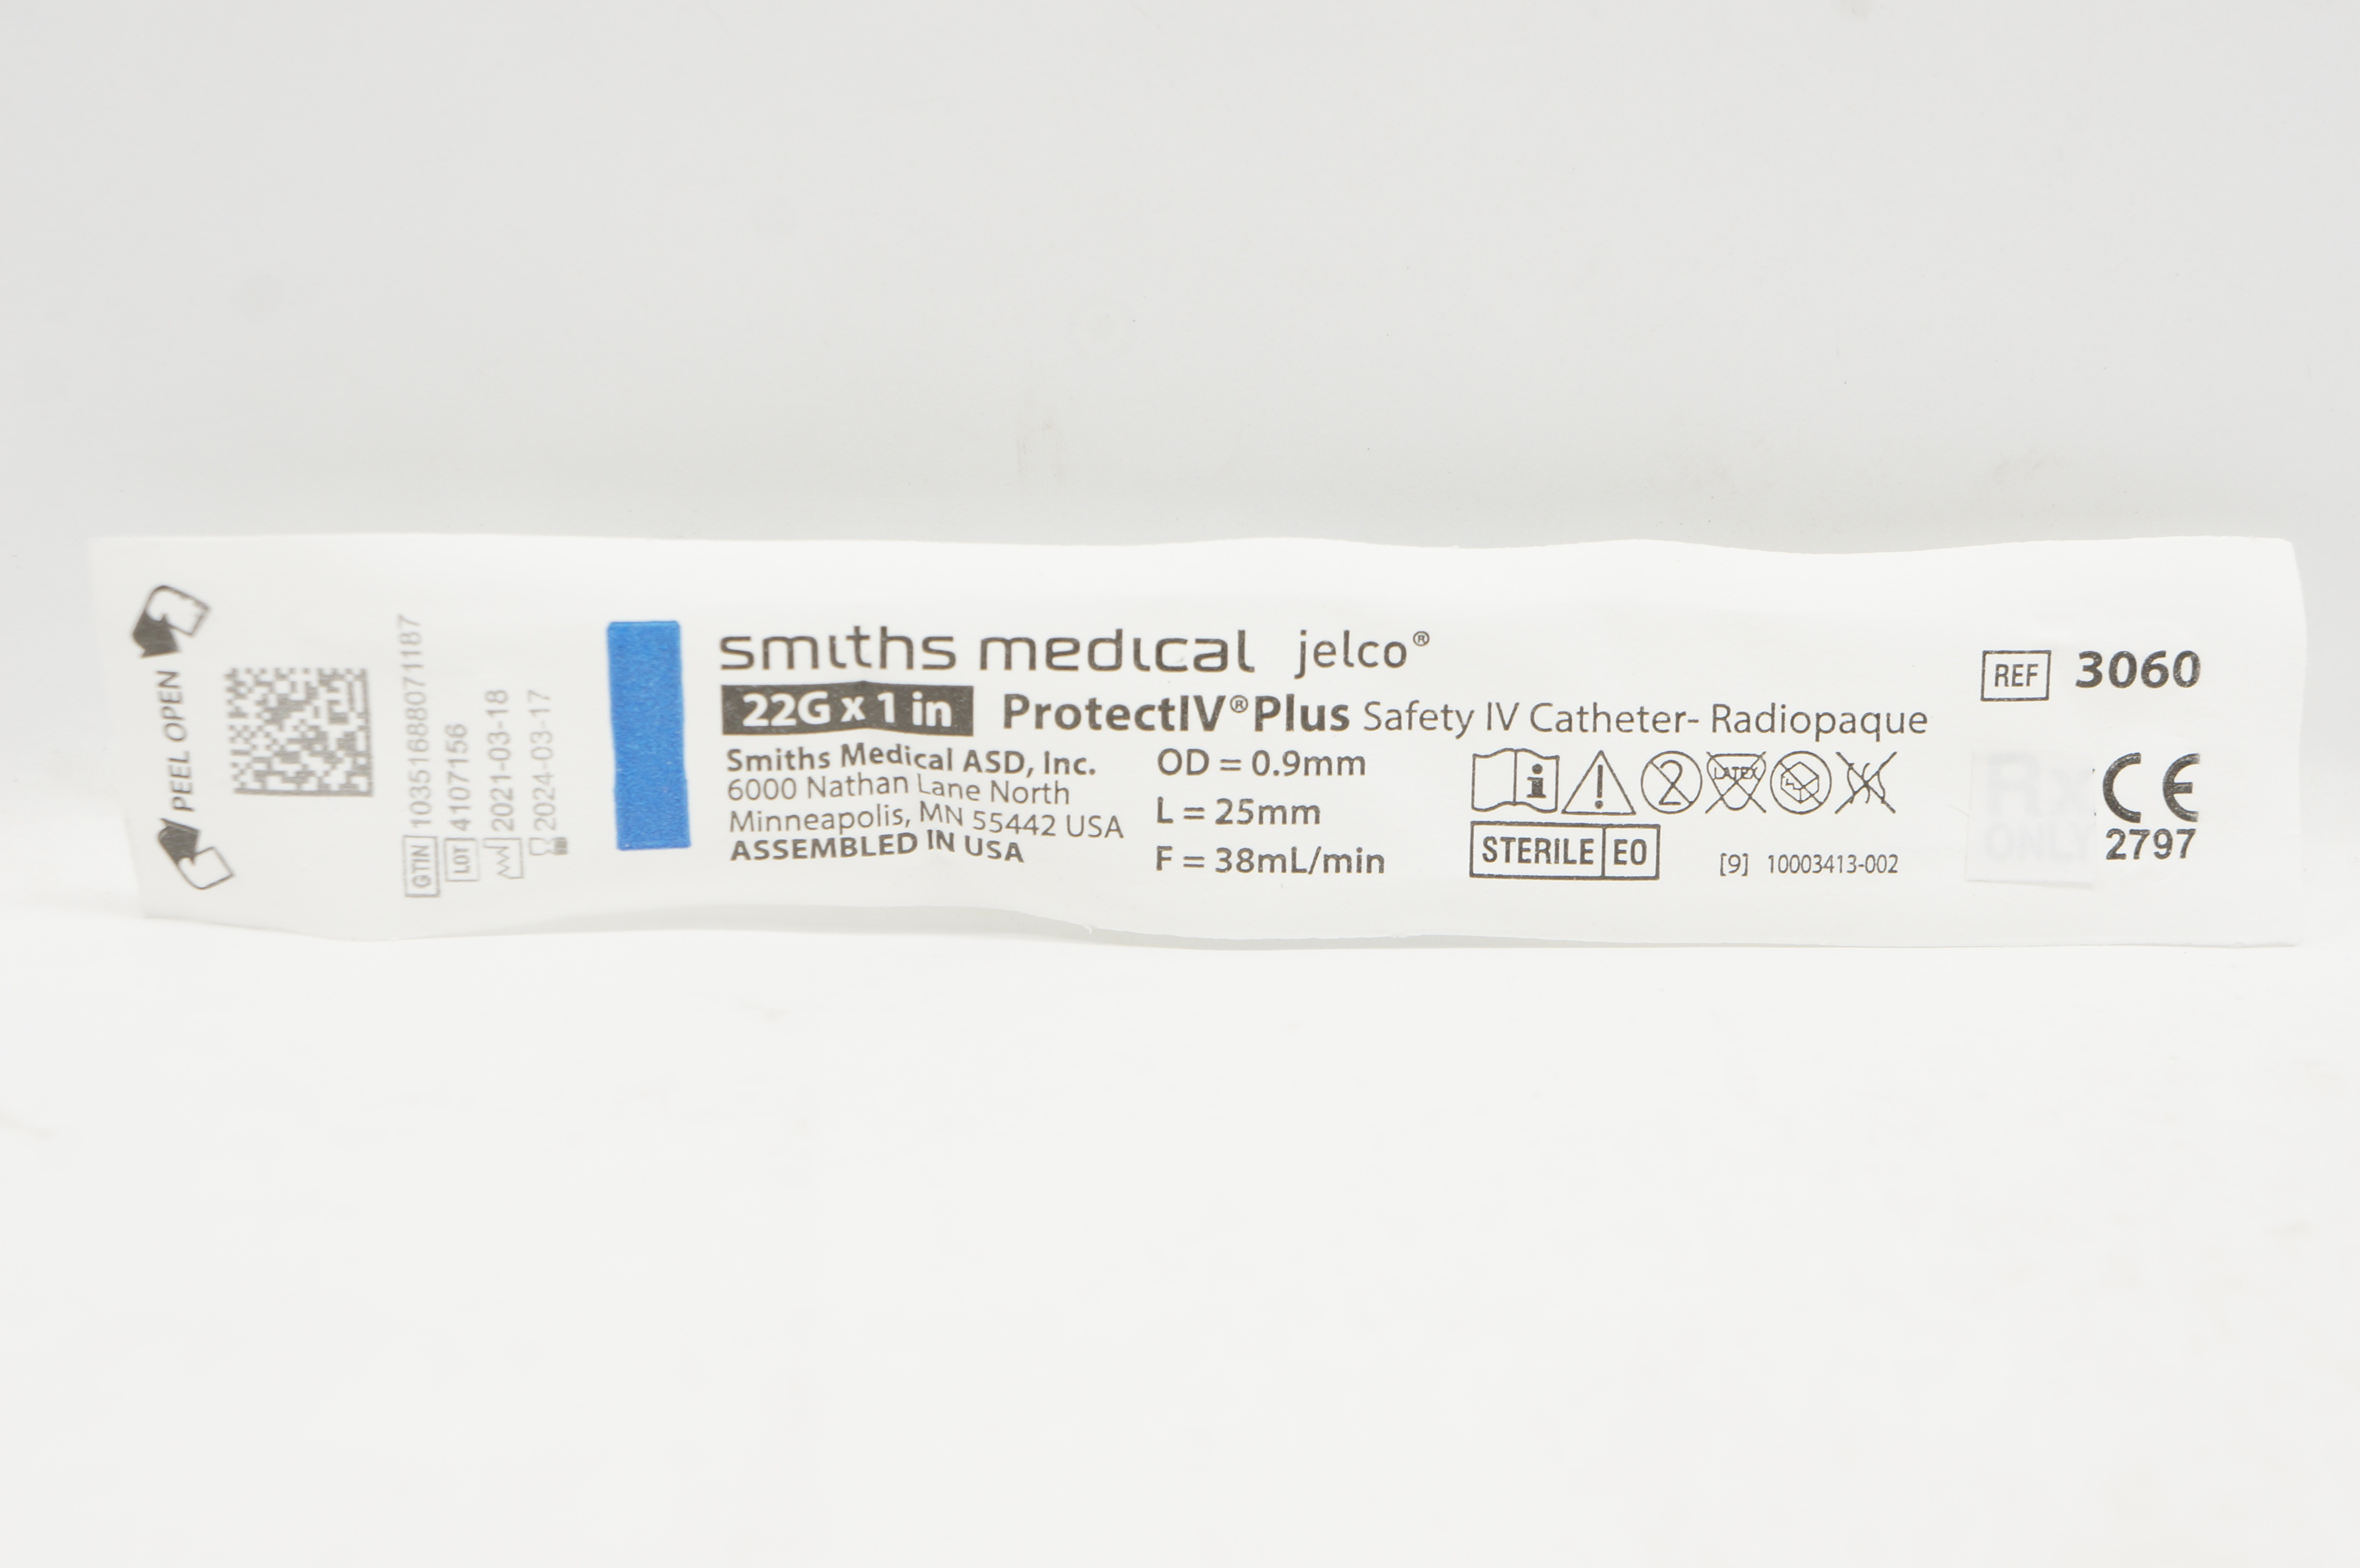 PEEL OPEN
GTIN 10351688071187
LOT 4107156
2021-03-18
2024-03-17
smiths medical jelco®
22G x 1 in ProtectIV® Plus Safety IV Catheter- Radiopaque
Smiths Medical ASD, Inc.
6000 Nathan Lane North
Minneapolis, MN 55442 USA
ASSEMBLED IN USA
OD = 0.9mm
L = 25mm
F = 38mL/min
2 LATEX
STERILE EO
[9] 10003413-002
REF 3060
Rx
ONLY
CE
2797